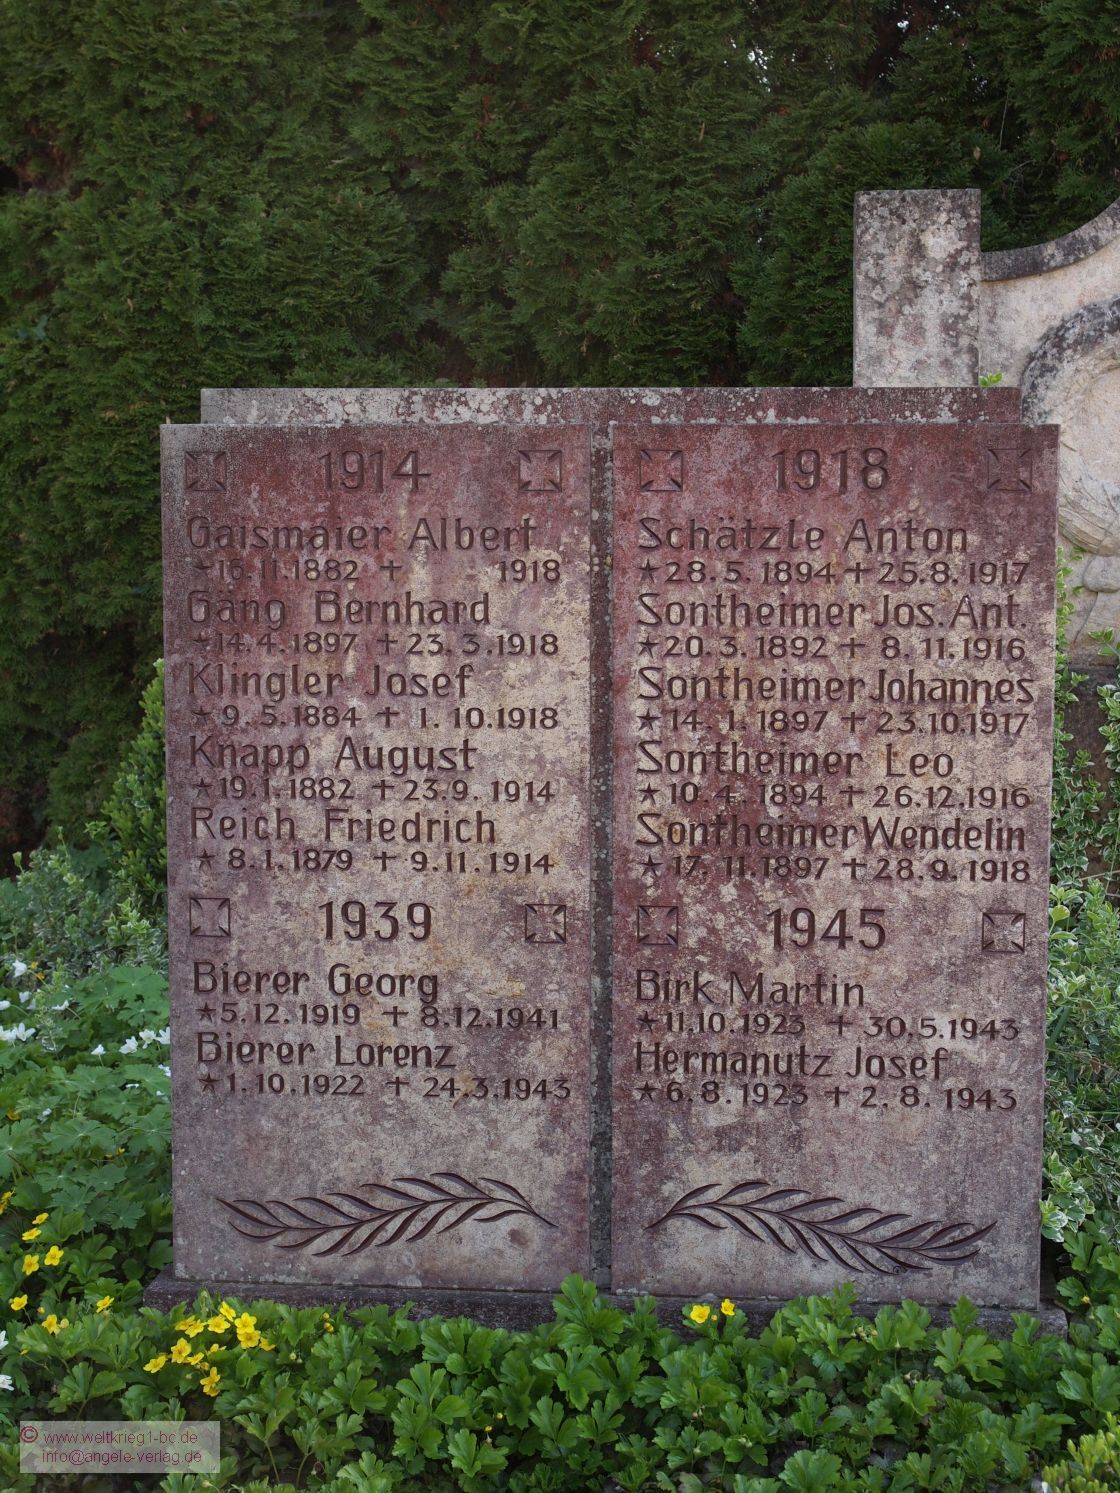 1914
Gaismaier Albert
*16.11.1882 + 1918
Gäng Bernhard
*14.4.1897 + 23.3.1918
Klingler Josef
*9.5.1884 + 1.10.1918
Knapp August
*19.1.1882 + 23.9.1914
Reich Friedrich
*8.1.1879 + 9.11.1914
1939
Bierer Georg
*5.12.1919 + 8.12.1941
Bierer Lorenz
*1.10.1922 + 24.3.1943
1918
Schätzle Anton
*28.5.1894 + 25.8.1917
Sontheimer Jos. Ant.
*20.3.1892 + 8.11.1916
Sontheimer Johannes
*14.1.1897 + 23.10.1917
Sontheimer Leo
*10.4.1894 + 26.12.1916
Sontheimer Wendelin
*17.11.1897 + 28.9.1918
1945
Birk Martin
*11.10.1923 + 30.5.1943
Hermanutz Josef
*6.8.1923 + 2.8.1943
© www.weltkrieg1-bc.de
info@angele-verlag.de